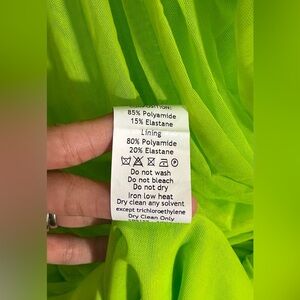 COMPOSITION:
85% Polyamide
15% Elastane
Lining
80% Polyamide
20% Elastane
Do not wash
Do not bleach
Do not dry
Iron low heat
Dry clean any solvent
except trichloroethylene
Dry Clean Only